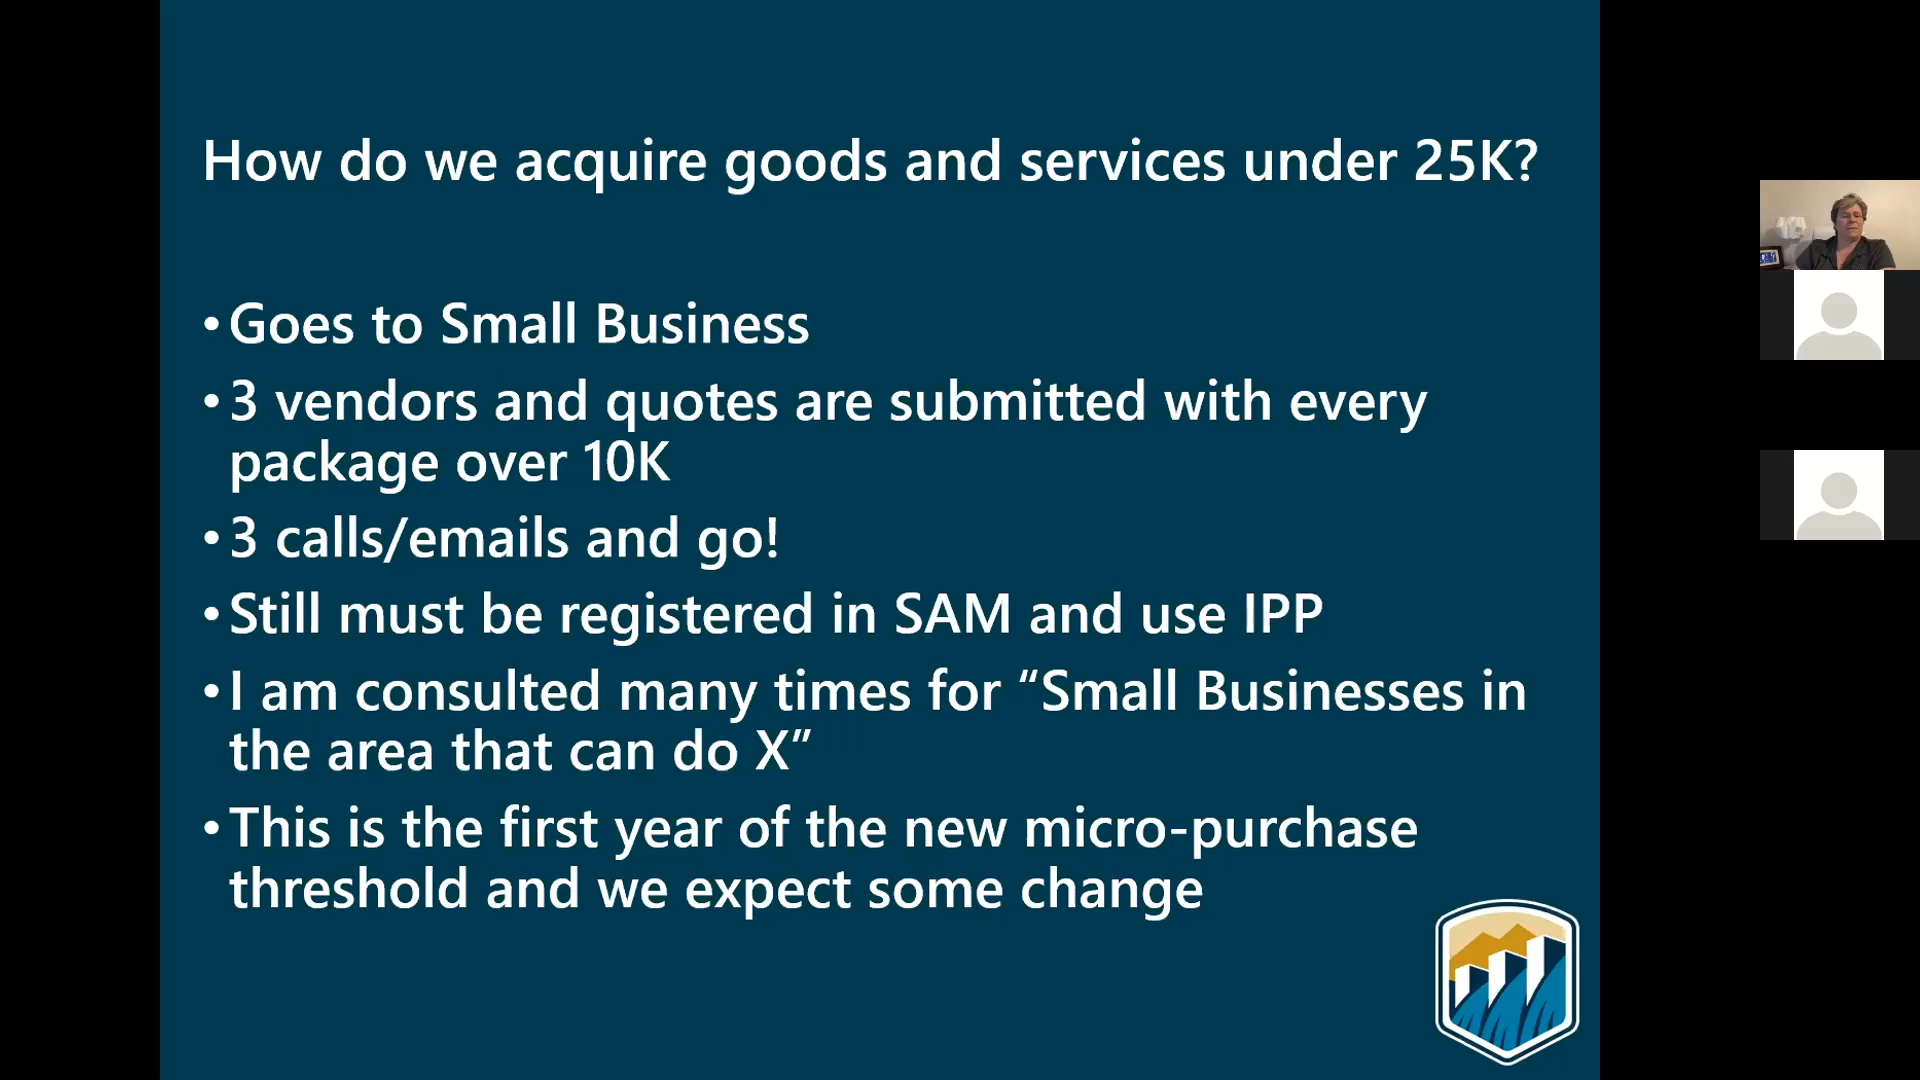 How do we acquire goods and services under 25K?
• Goes to Small Business
• 3 vendors and quotes are submitted with every
package over 10K
• 3 calls/emails and go!
• Still must be registered in SAM and use IPP
• I am consulted many times for “Small Businesses in
the area that can do X”
• This is the first year of the new micro-purchase
threshold and we expect some change